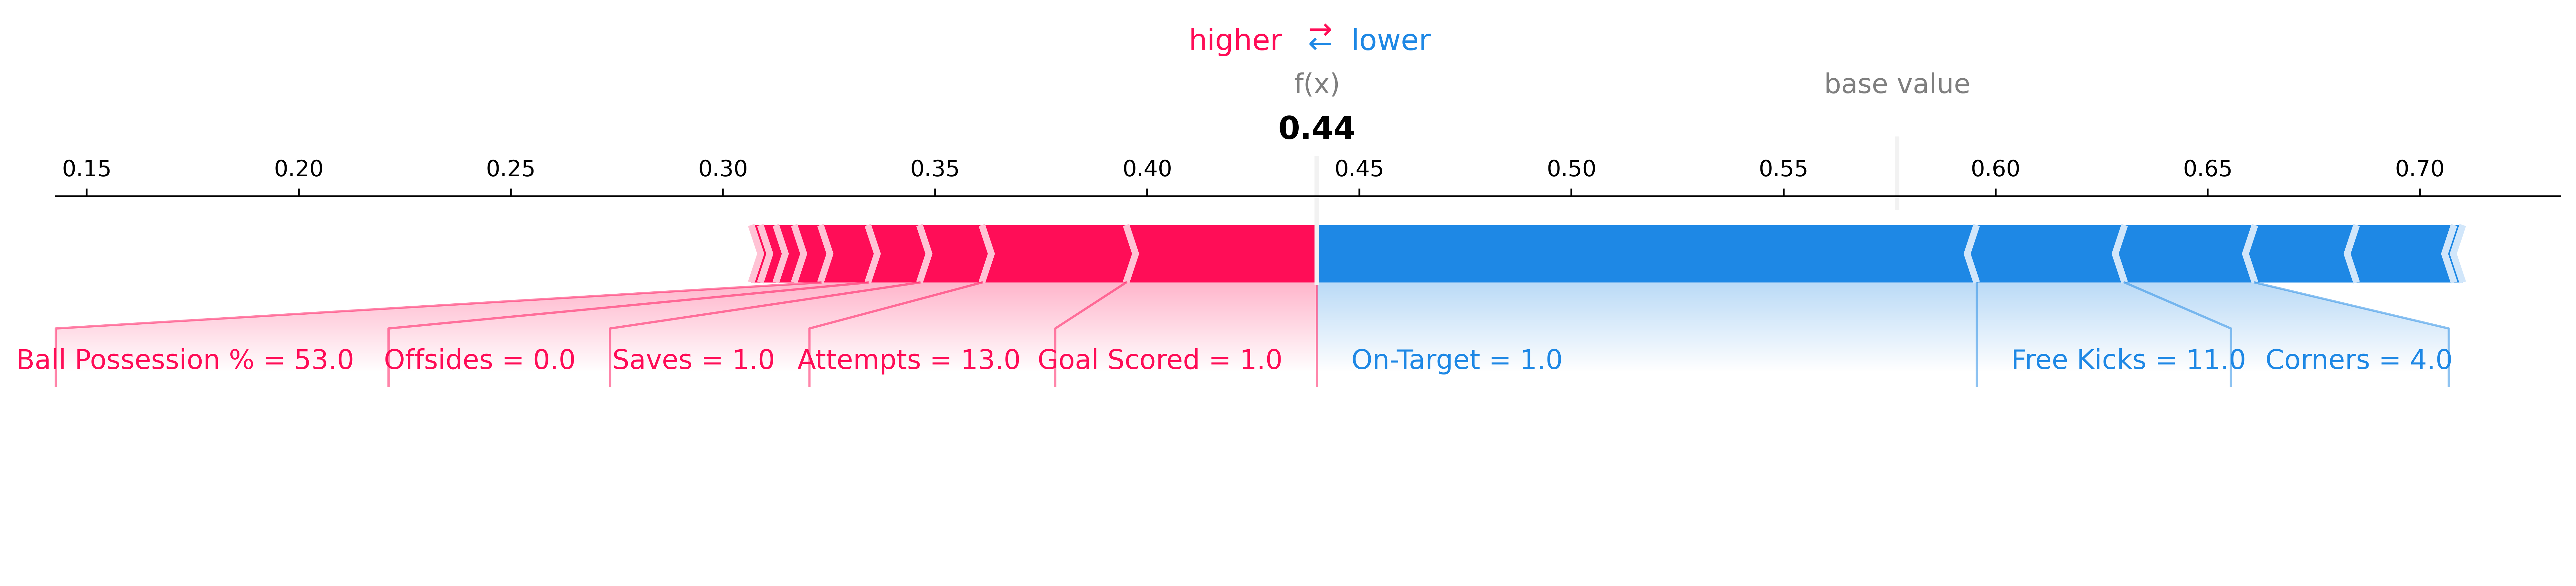 higher ⇄ lower
f(x) base value
0.44
0.15 0.20 0.25 0.30 0.35 0.40 0.45 0.50 0.55 0.60 0.65 0.70
Ball Possession % = 53.0 Offsides = 0.0 Saves = 1.0 Attempts = 13.0 Goal Scored = 1.0 On-Target = 1.0 Free Kicks = 11.0 Corners = 4.0